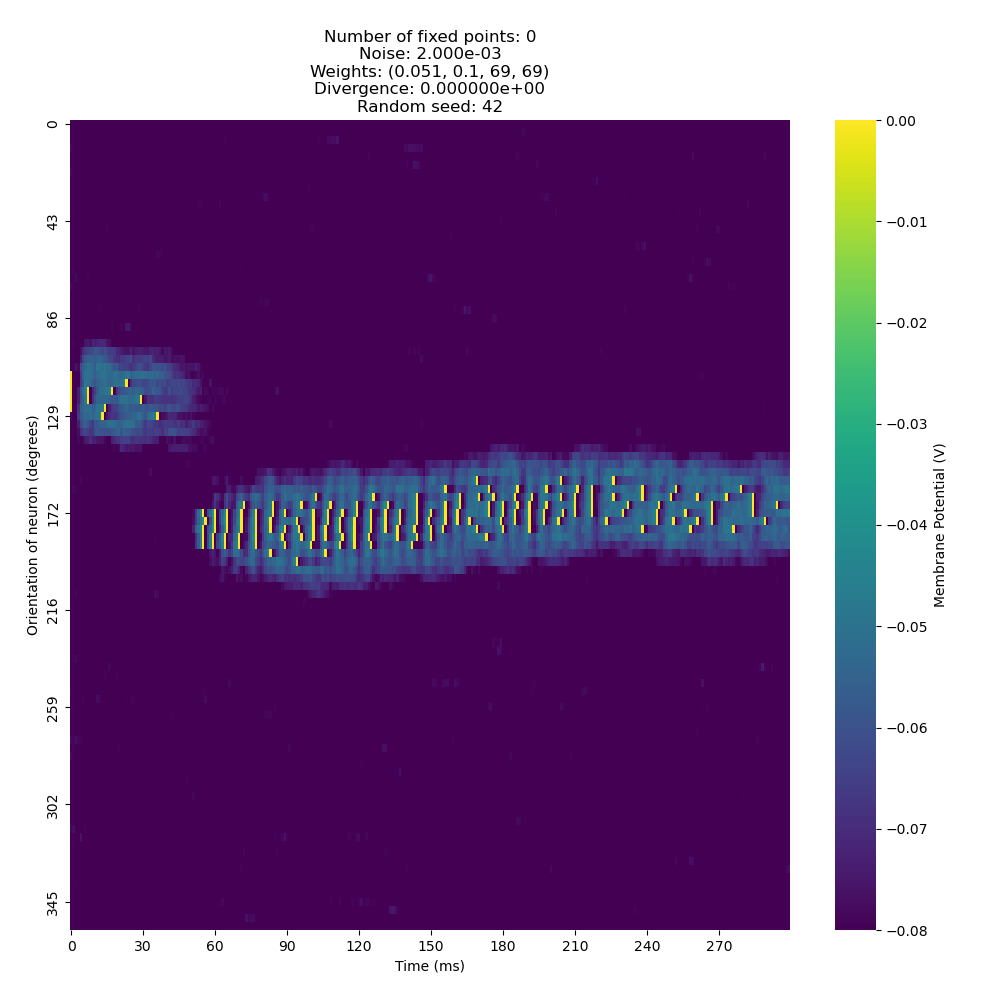 Number of fixed points: 0
Noise: 2.000e-03
Weights: (0.051, 0.1, 69, 69)
Divergence: 0.000000e+00
Random seed: 42
Orientation of neuron (degrees)
0
43
86
129
172
216
259
302
345
0 30 60 90 120 150 180 210 240 270
Time (ms)
0.00
−0.01
−0.02
−0.03
−0.04
−0.05
−0.06
−0.07
−0.08
Membrane Potential (V)